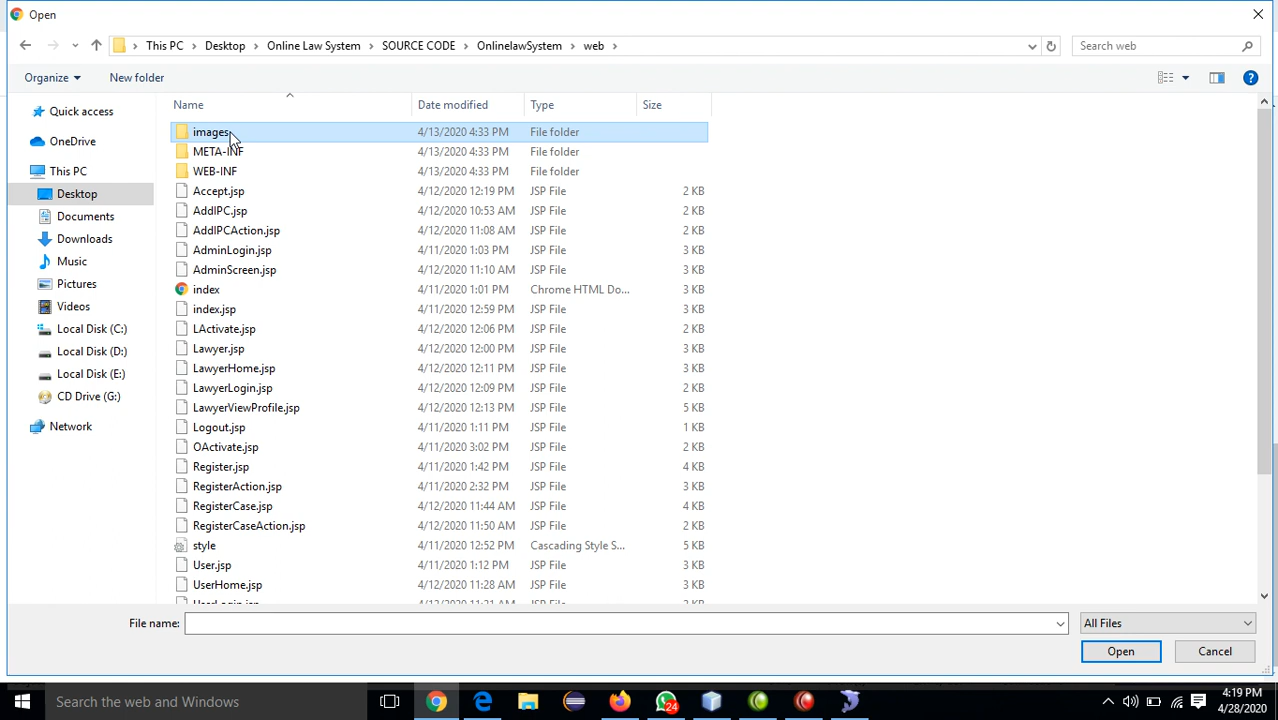 Open
This PC > Desktop > Online Law System > SOURCE CODE > OnlinelawSystem > web >
Search web
Organize
New folder
Quick access
OneDrive
This PC
Desktop
Documents
Downloads
Music
Pictures
Videos
Local Disk (C:)
Local Disk (D:)
Local Disk (E:)
CD Drive (G:)
Network
Name Date modified Type Size
images 4/13/2020 4:33 PM File folder
META-INF 4/13/2020 4:33 PM File folder
WEB-INF 4/13/2020 4:33 PM File folder
Accept.jsp 4/12/2020 12:19 PM JSP File 2 KB
AddIPC.jsp 4/12/2020 10:53 AM JSP File 2 KB
AddIPCAction.jsp 4/12/2020 11:08 AM JSP File 2 KB
AdminLogin.jsp 4/11/2020 1:03 PM JSP File 3 KB
AdminScreen.jsp 4/12/2020 11:10 AM JSP File 3 KB
index 4/11/2020 1:01 PM Chrome HTML Do... 3 KB
index.jsp 4/11/2020 12:59 PM JSP File 3 KB
LActivate.jsp 4/12/2020 12:06 PM JSP File 2 KB
Lawyer.jsp 4/12/2020 12:00 PM JSP File 3 KB
LawyerHome.jsp 4/12/2020 12:11 PM JSP File 3 KB
LawyerLogin.jsp 4/12/2020 12:09 PM JSP File 2 KB
LawyerViewProfile.jsp 4/12/2020 12:13 PM JSP File 5 KB
Logout.jsp 4/11/2020 1:11 PM JSP File 1 KB
OActivate.jsp 4/11/2020 3:02 PM JSP File 2 KB
Register.jsp 4/11/2020 1:42 PM JSP File 4 KB
RegisterAction.jsp 4/11/2020 2:32 PM JSP File 3 KB
RegisterCase.jsp 4/12/2020 11:44 AM JSP File 4 KB
RegisterCaseAction.jsp 4/12/2020 11:50 AM JSP File 2 KB
style 4/11/2020 12:52 PM Cascading Style S... 5 KB
User.jsp 4/11/2020 1:12 PM JSP File 3 KB
UserHome.jsp 4/12/2020 11:28 AM JSP File 3 KB
File name:
All Files
Open
Cancel
Search the web and Windows
24
4:19 PM
4/28/2020